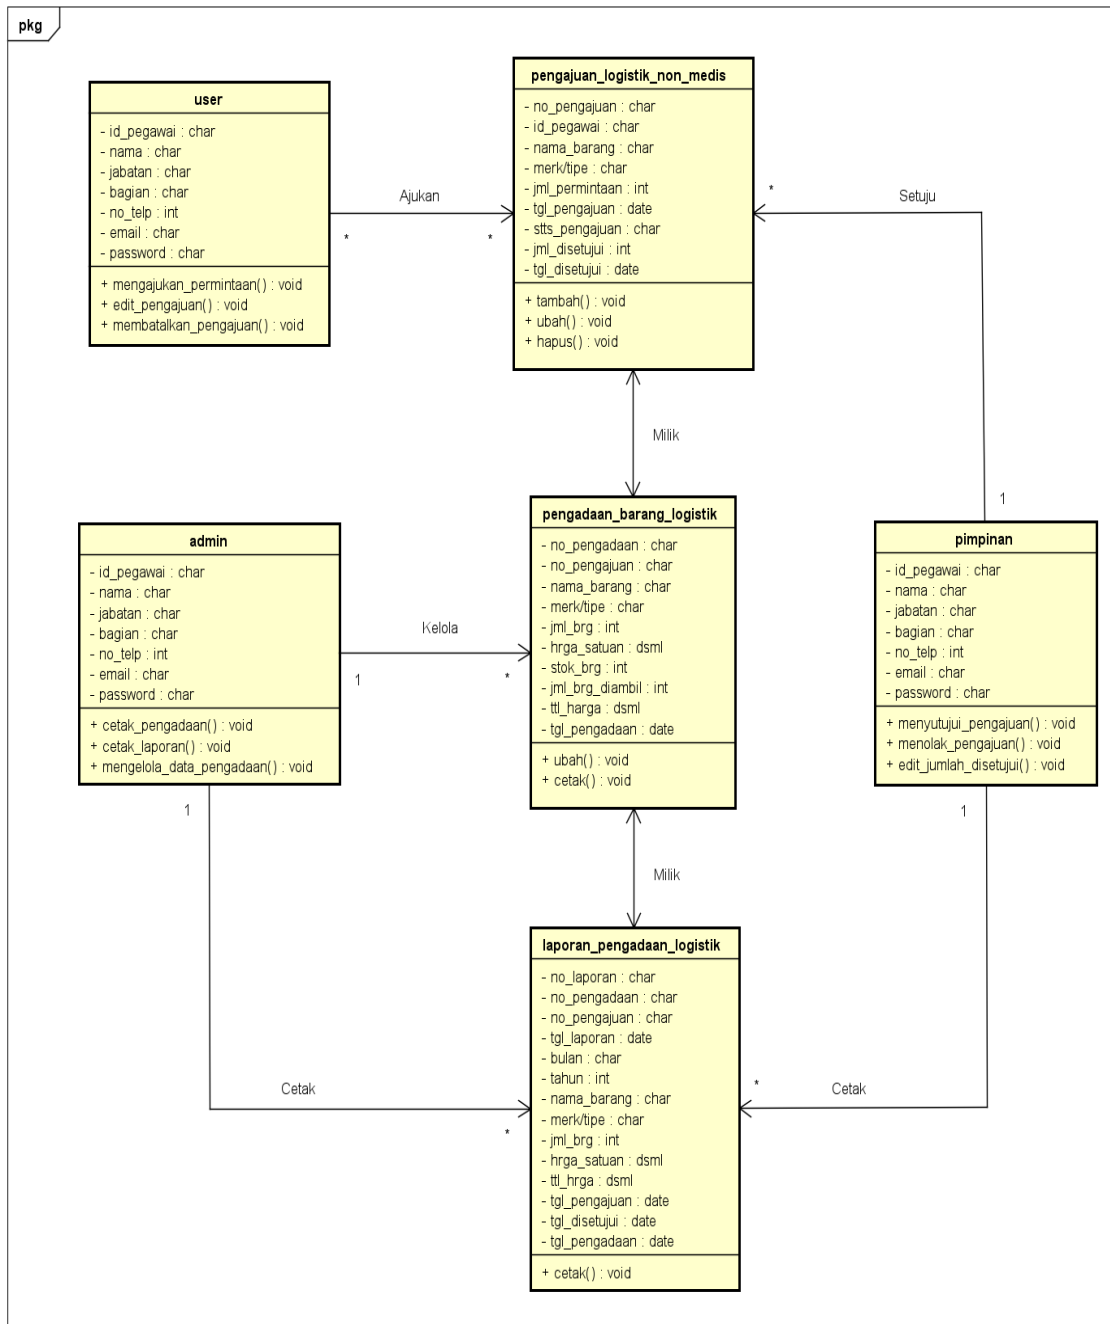 pkg
user
- id_pegawai : char
- nama : char
- jabatan : char
- bagian : char
- no_telp : int
- email : char
- password : char
+ mengajukan_permintaan() : void
+ edit_pengajuan() : void
+ membatalkan_pengajuan() : void
Ajukan
*
*
pengajuan_logistik_non_medis
- no_pengajuan : char
- id_pegawai : char
- nama_barang : char
- merk/tipe : char
- jml_permintaan : int
- tgl_pengajuan : date
- stts_pengajuan : char
- jml_disetujui : int
- tgl_disetujui : date
+ tambah() : void
+ ubah() : void
+ hapus() : void
*
Setuju
1
Milik
admin
- id_pegawai : char
- nama : char
- jabatan : char
- bagian : char
- no_telp : int
- email : char
- password : char
+ cetak_pengadaan() : void
+ cetak_laporan() : void
+ mengelola_data_pengadaan() : void
Kelola
1
*
pengadaan_barang_logistik
- no_pengadaan : char
- no_pengajuan : char
- nama_barang : char
- merk/tipe : char
- jml_brg : int
- hrga_satuan : dsml
- stok_brg : int
- jml_brg_diambil : int
- ttl_harga : dsml
- tgl_pengadaan : date
+ ubah() : void
+ cetak() : void
pimpinan
- id_pegawai : char
- nama : char
- jabatan : char
- bagian : char
- no_telp : int
- email : char
- password : char
+ menyutujui_pengajuan() : void
+ menolak_pengajuan() : void
+ edit_jumlah_disetujui() : void
1
1
Milik
Cetak
*
laporan_pengadaan_logistik
- no_laporan : char
- no_pengadaan : char
- no_pengajuan : char
- tgl_laporan : date
- bulan : char
- tahun : int
- nama_barang : char
- merk/tipe : char
- jml_brg : int
- hrga_satuan : dsml
- ttl_hrga : dsml
- tgl_pengajuan : date
- tgl_disetujui : date
- tgl_pengadaan : date
+ cetak() : void
*
Cetak